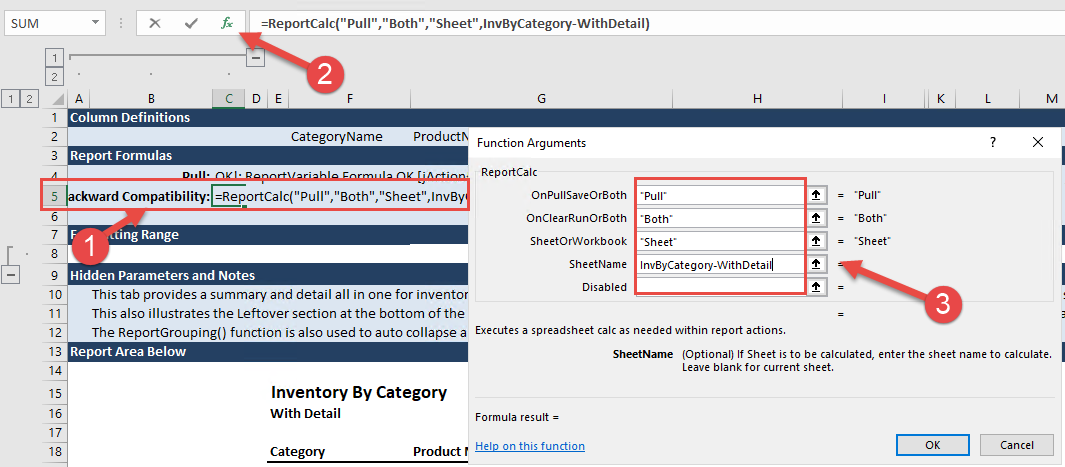 SUM
fx
=ReportCalc("Pull","Both","Sheet",InvByCategory-WithDetail)
2
1
2
1 2
A B C D E F G H I J K L M
1 Column Definitions
2 CategoryName ProductN
3 Report Formulas
4 Pull: OK!: ReportVariable Formula OK [jAction
5 ackward Compatibility: =ReportCalc("Pull","Both","Sheet",InvByC
6
1
7 F tting Range
8
9 Hidden Parameters and Notes
10 This tab provides a summary and detail all in one for inventor
11 This also illustrates the Leftover section at the bottom of the
12 The ReportGrouping() function is also used to auto collapse a
13 Report Area Below
14
15 Inventory By Category
16 With Detail
17
18 Category Product N
Function Arguments
?
ReportCalc
OnPullSaveOrBoth "Pull" = "Pull"
OnClearRunOrBoth "Both" = "Both"
SheetOrWorkbook "Sheet" = "Sheet"
SheetName InvByCategory-WithDetail =
Disabled =
=
3
Executes a spreadsheet calc as needed within report actions.
SheetName (Optional) If Sheet is to be calculated, enter the sheet name to calculate.
Leave blank for current sheet.
Formula result =
Help on this function
OK Cancel